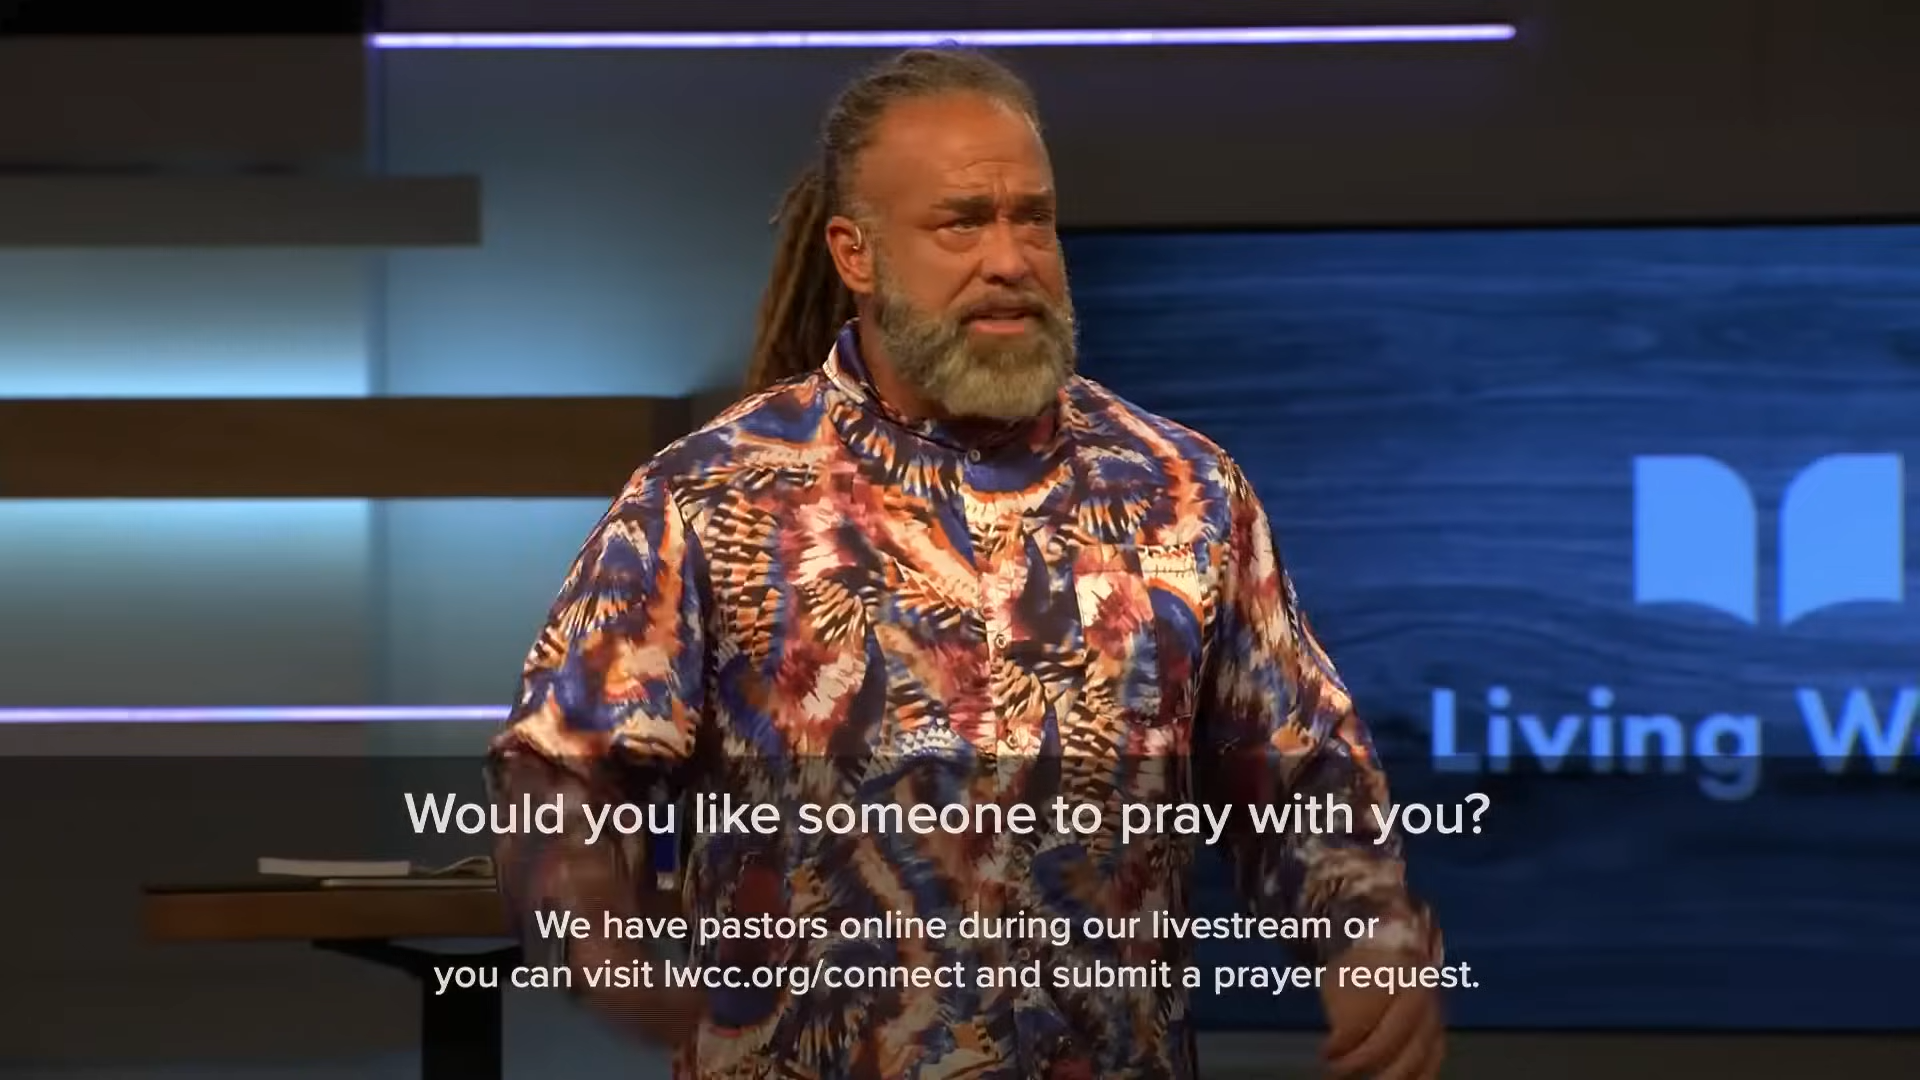 Living W
Would you like someone to pray with you?
We have pastors online during our livestream or
you can visit lwcc.org/connect and submit a prayer request.